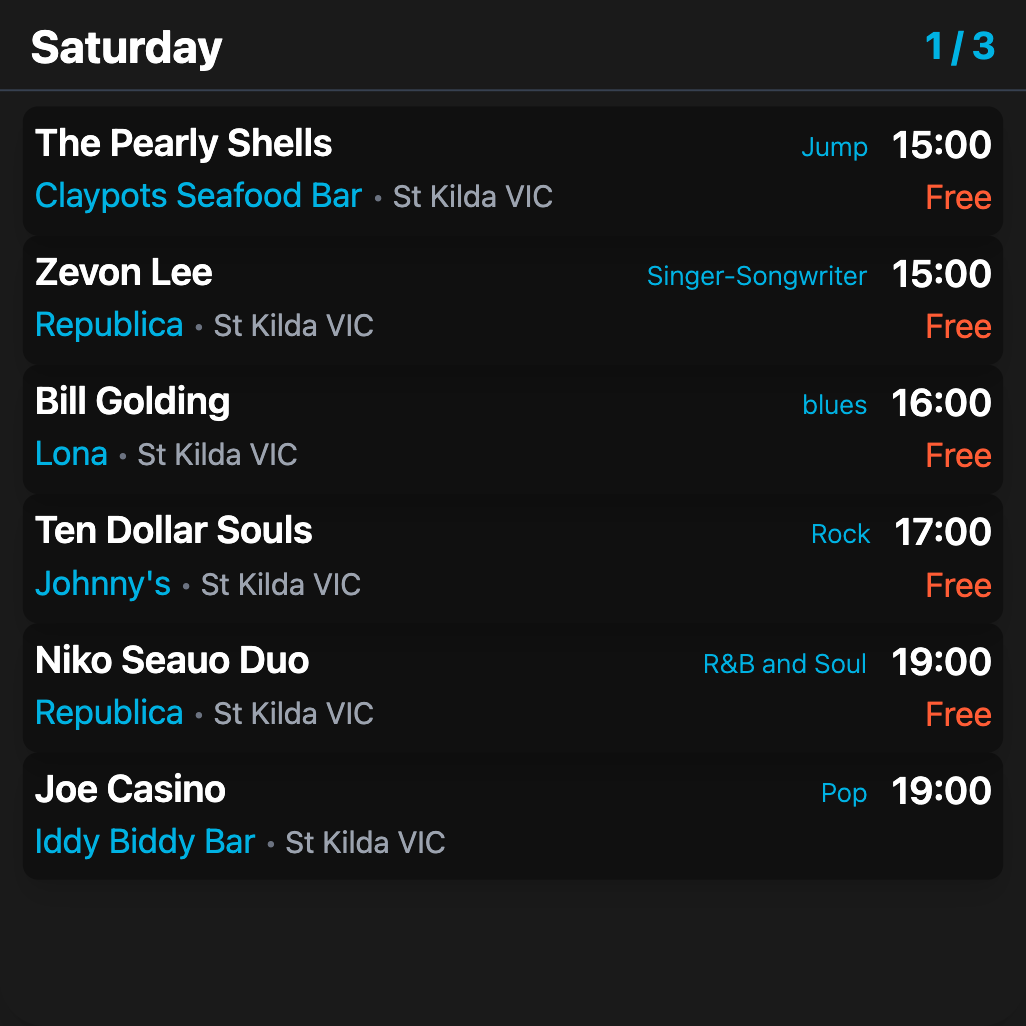 Saturday 1 / 3
The Pearly Shells Jump 15:00
Claypots Seafood Bar • St Kilda VIC Free
Zevon Lee Singer-Songwriter 15:00
Republica • St Kilda VIC Free
Bill Golding blues 16:00
Lona • St Kilda VIC Free
Ten Dollar Souls Rock 17:00
Johnny's • St Kilda VIC Free
Niko Seauo Duo R&B and Soul 19:00
Republica • St Kilda VIC Free
Joe Casino Pop 19:00
Iddy Biddy Bar • St Kilda VIC